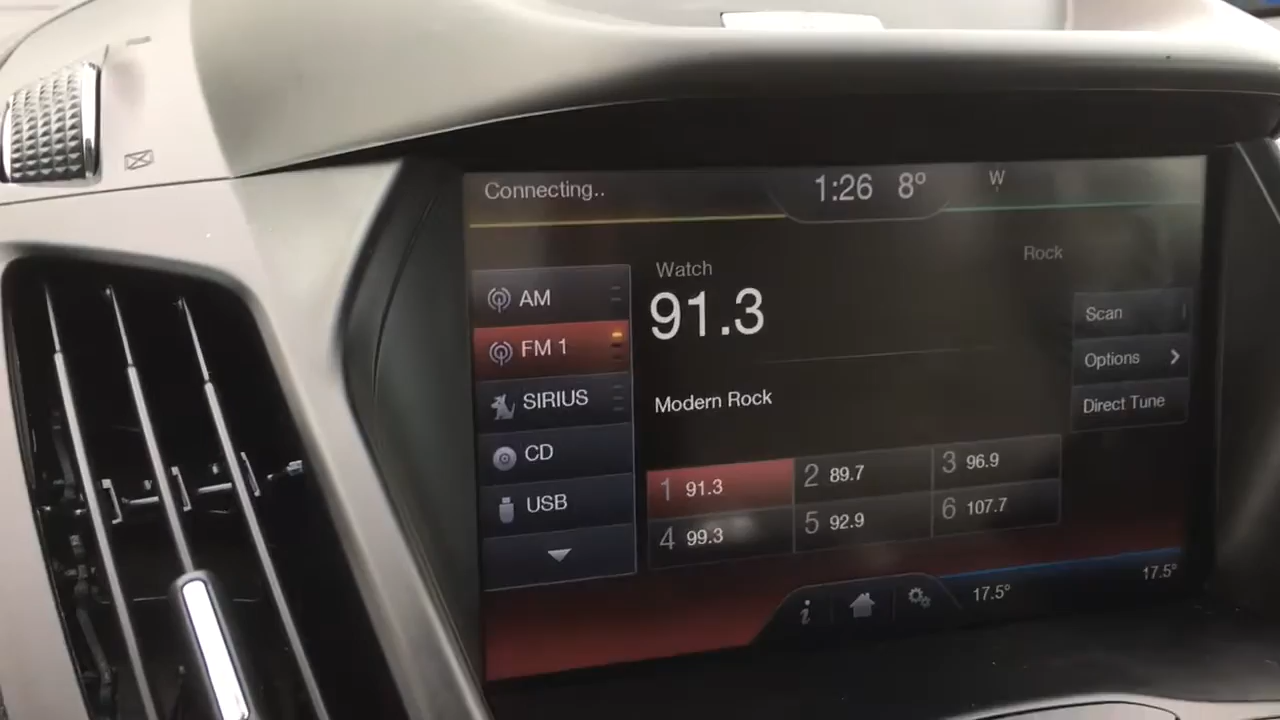 Connecting..
1:26 8° W
Watch
91.3
Rock
Modern Rock
AM
FM 1
SIRIUS
CD
USB
Scan
Options
Direct Tune
1 91.3
2 89.7
3 96.9
4 99.3
5 92.9
6 107.7
i
17.5°
17.5°